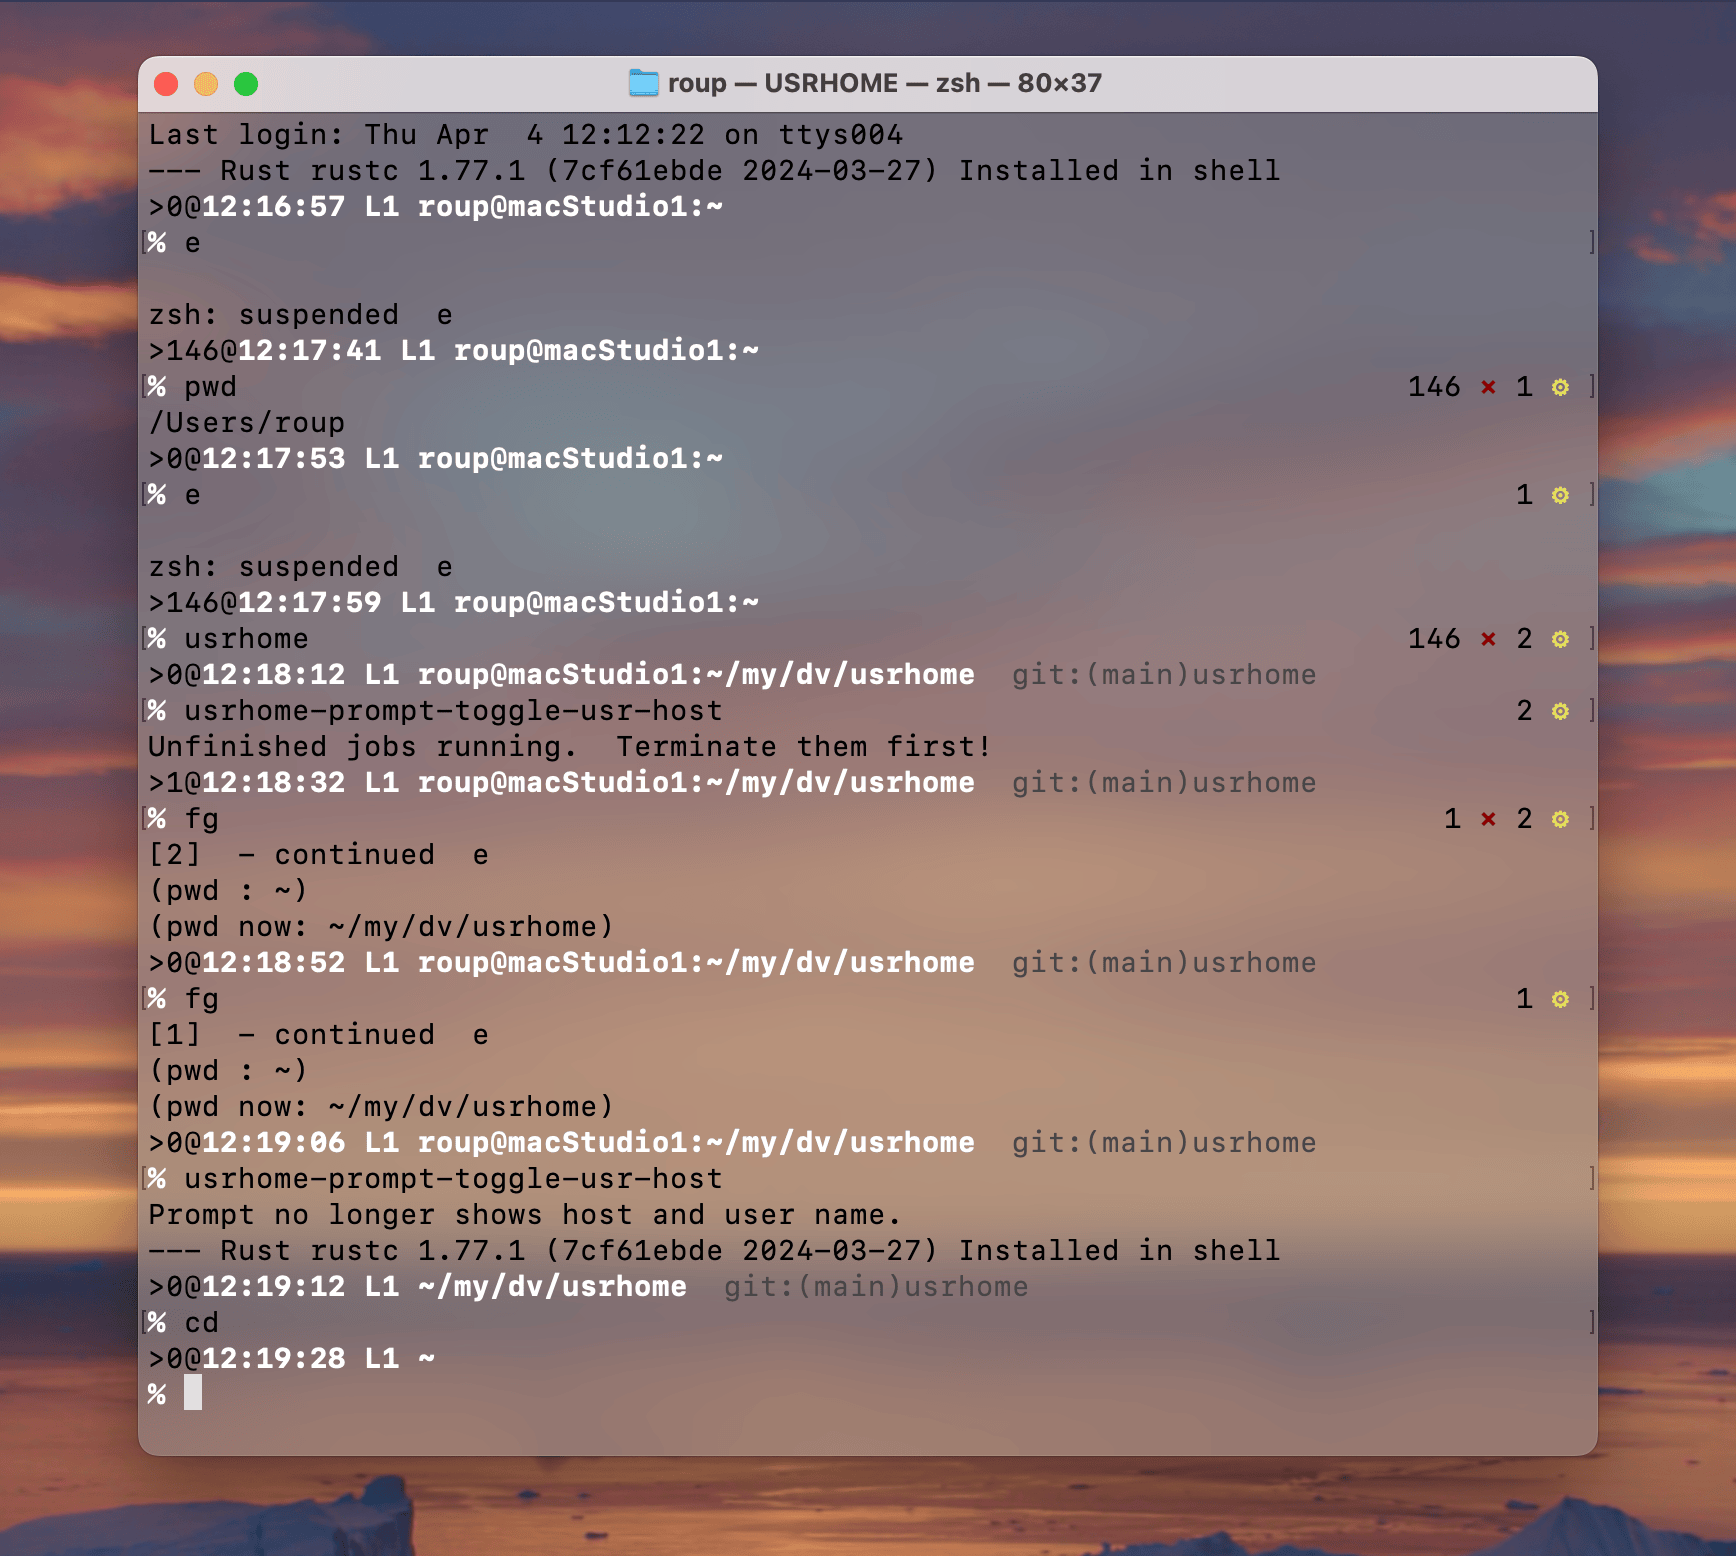 roup — USRHOME — zsh — 80×37
Last login: Thu Apr  4 12:12:22 on ttys004
--- Rust rustc 1.77.1 (7cf61ebde 2024-03-27) Installed in shell
>0@12:16:57 L1 roup@macStudio1:~
[% e ]
zsh: suspended  e
>146@12:17:41 L1 roup@macStudio1:~
[% pwd 146 × 1 ⚙ ]
/Users/roup
>0@12:17:53 L1 roup@macStudio1:~
[% e 1 ⚙ ]
zsh: suspended  e
>146@12:17:59 L1 roup@macStudio1:~
[% usrhome 146 × 2 ⚙ ]
>0@12:18:12 L1 roup@macStudio1:~/my/dv/usrhome  git:(main)usrhome
[% usrhome-prompt-toggle-usr-host 2 ⚙ ]
Unfinished jobs running.  Terminate them first!
>1@12:18:32 L1 roup@macStudio1:~/my/dv/usrhome  git:(main)usrhome
[% fg 1 × 2 ⚙ ]
[2]  - continued  e
(pwd : ~)
(pwd now: ~/my/dv/usrhome)
>0@12:18:52 L1 roup@macStudio1:~/my/dv/usrhome  git:(main)usrhome
[% fg 1 ⚙ ]
[1]  - continued  e
(pwd : ~)
(pwd now: ~/my/dv/usrhome)
>0@12:19:06 L1 roup@macStudio1:~/my/dv/usrhome  git:(main)usrhome
[% usrhome-prompt-toggle-usr-host ]
Prompt no longer shows host and user name.
--- Rust rustc 1.77.1 (7cf61ebde 2024-03-27) Installed in shell
>0@12:19:12 L1 ~/my/dv/usrhome  git:(main)usrhome
[% cd ]
>0@12:19:28 L1 ~
%